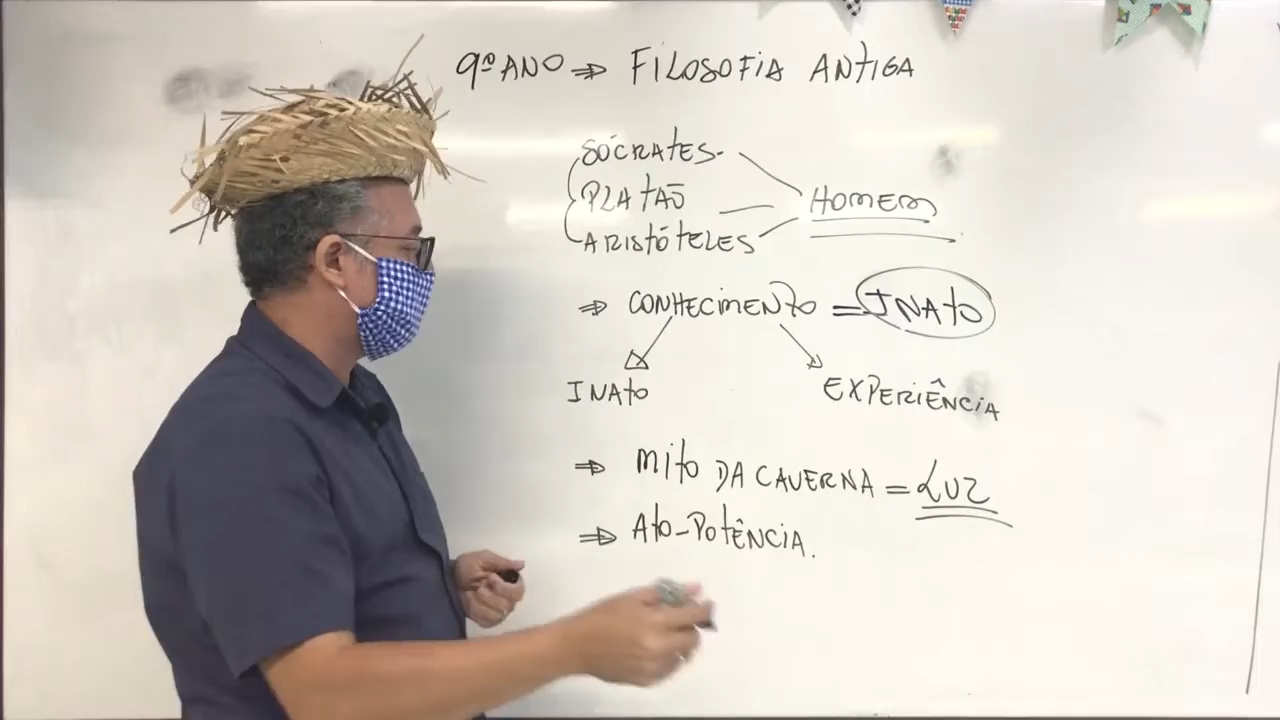 9º ANO ⇒ FILOSOFIA ANTIGA
SÓCRATES
PLATÃO
HOMEM
ARISTÓTELES
⇒ CONHECIMENTO = INATO
INATO
EXPERIÊNCIA
⇒ MITO DA CAVERNA = LUZ
⇒ ATO-POTÊNCIA.